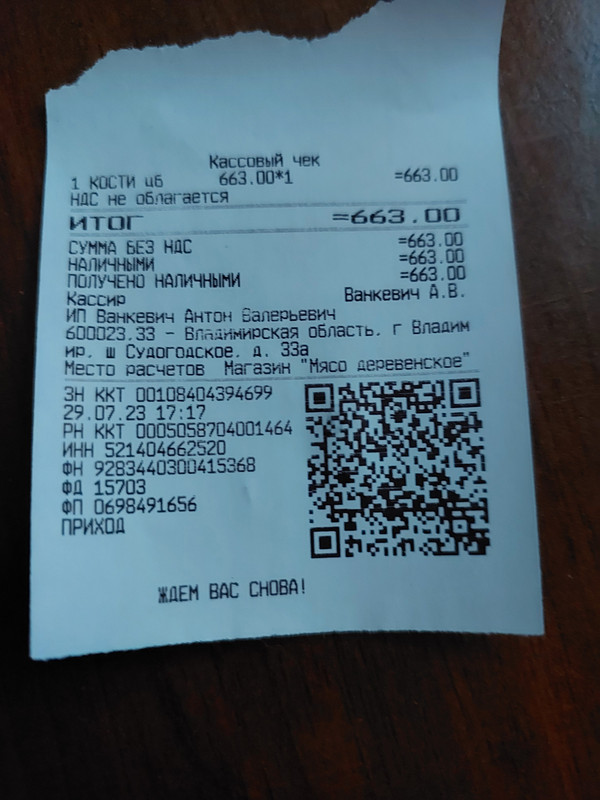 Кассовый чек
1 КОСТИ цб 663.00*1 =663.00
НДС не облагается
ИТОГ =663.00
СУММА БЕЗ НДС =663.00
НАЛИЧНЫМИ =663.00
ПОЛУЧЕНО НАЛИЧНЫМИ =663.00
Кассир Ванкевич А.В.
ИП Ванкевич Антон Валерьевич
600023.33 - Владимирская область. г Владим
ир. ш Судогодское. д. 33а
Место расчетов Магазин "Мясо деревенское"
ЗН ККТ 00108404394699
29.07.23 17:17
РН ККТ 0005058704001464
ИНН 521404662520
ФН 9283440300415368
ФД 15703
ФП 0698491656
ПРИХОД
ЖДЕМ ВАС СНОВА!